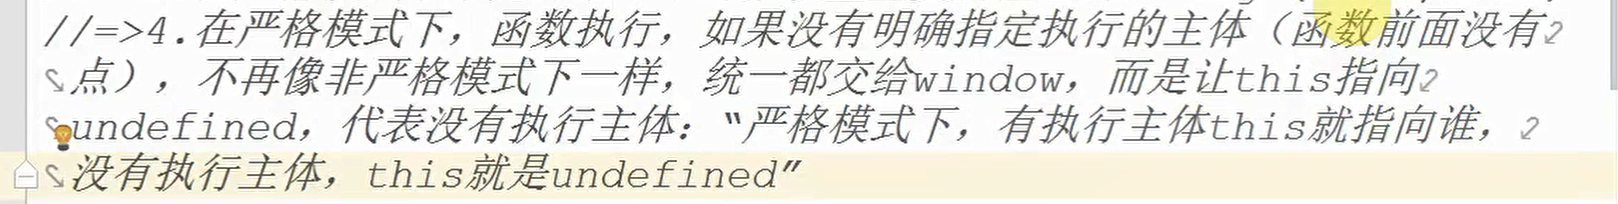 //=>4.在严格模式下，函数执行，如果没有明确指定执行的主体（函数前面没有
点），不再像非严格模式下一样，统一都交给window，而是让this指向
undefined，代表没有执行主体：“严格模式下，有执行主体this就指向谁，
没有执行主体，this就是undefined”